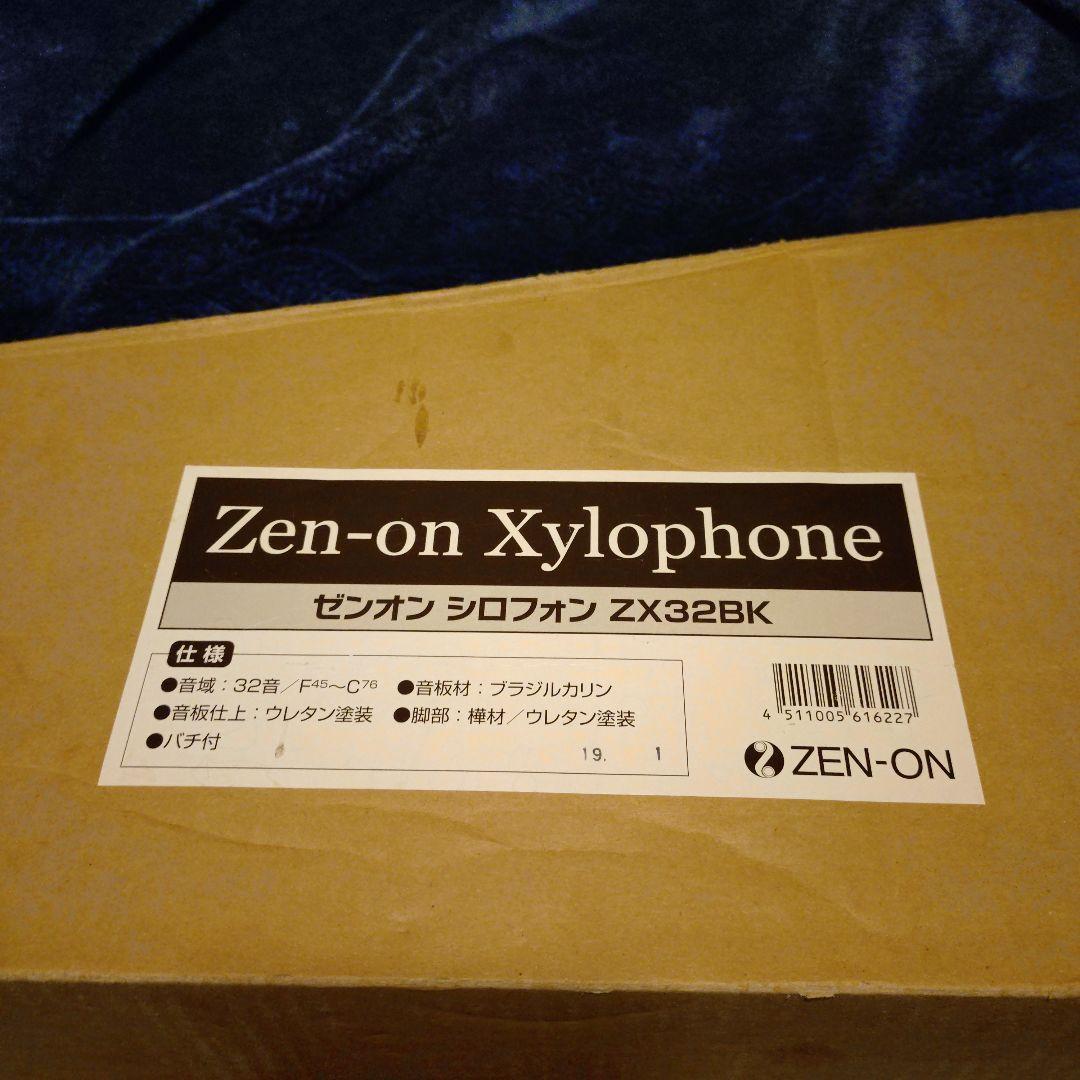 Zen-on Xylophone
ゼンオン シロフォン ZX32BK
仕様
●音域：32音／F45～C76 ●音板材：ブラジルカリン
●音板仕上：ウレタン塗装 ●脚部：樺材／ウレタン塗装
●バチ付
19. 1
4 511005 616227
ZEN-ON